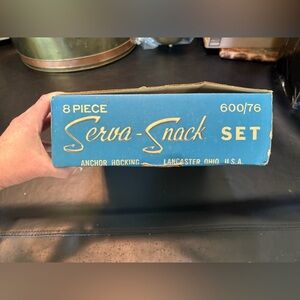 8 PIECE 600/76
Serva-Snack SET
ANCHOR HOCKING LANCASTER OHIO, U.S.A.